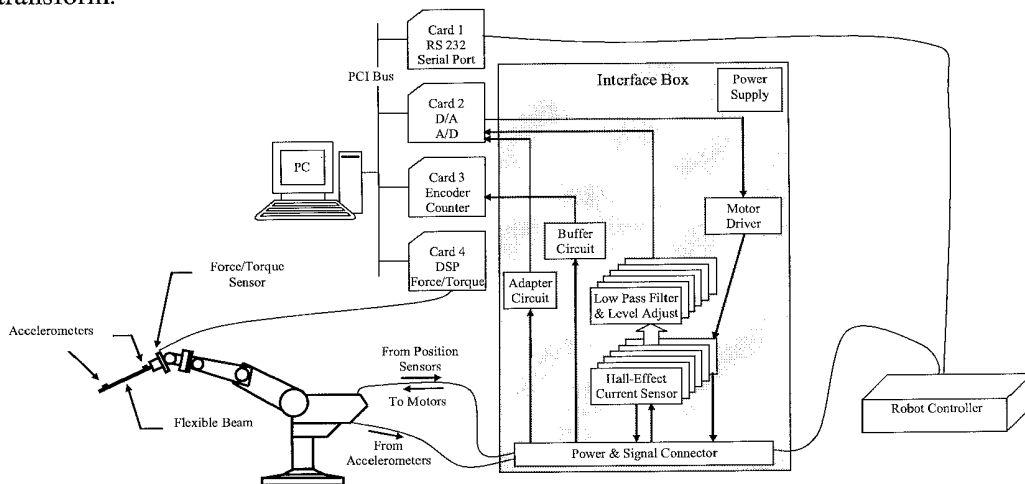 transform.
Card 1
RS 232
Serial Port
PCI Bus
Interface Box
Power
Supply
Card 2
D/A
A/D
PC
Card 3
Encoder
Counter
Motor
Driver
Buffer
Circuit
Card 4
DSP
Force/Torque
Force/Torque
Sensor
Adapter
Circuit
Low Pass Filter
& Level Adjust
Accelerometers
From Position
Sensors
Hall-Effect
Current Sensor
To Motors
Robot Controller
Flexible Beam
From
Accelerometers
Power & Signal Connector